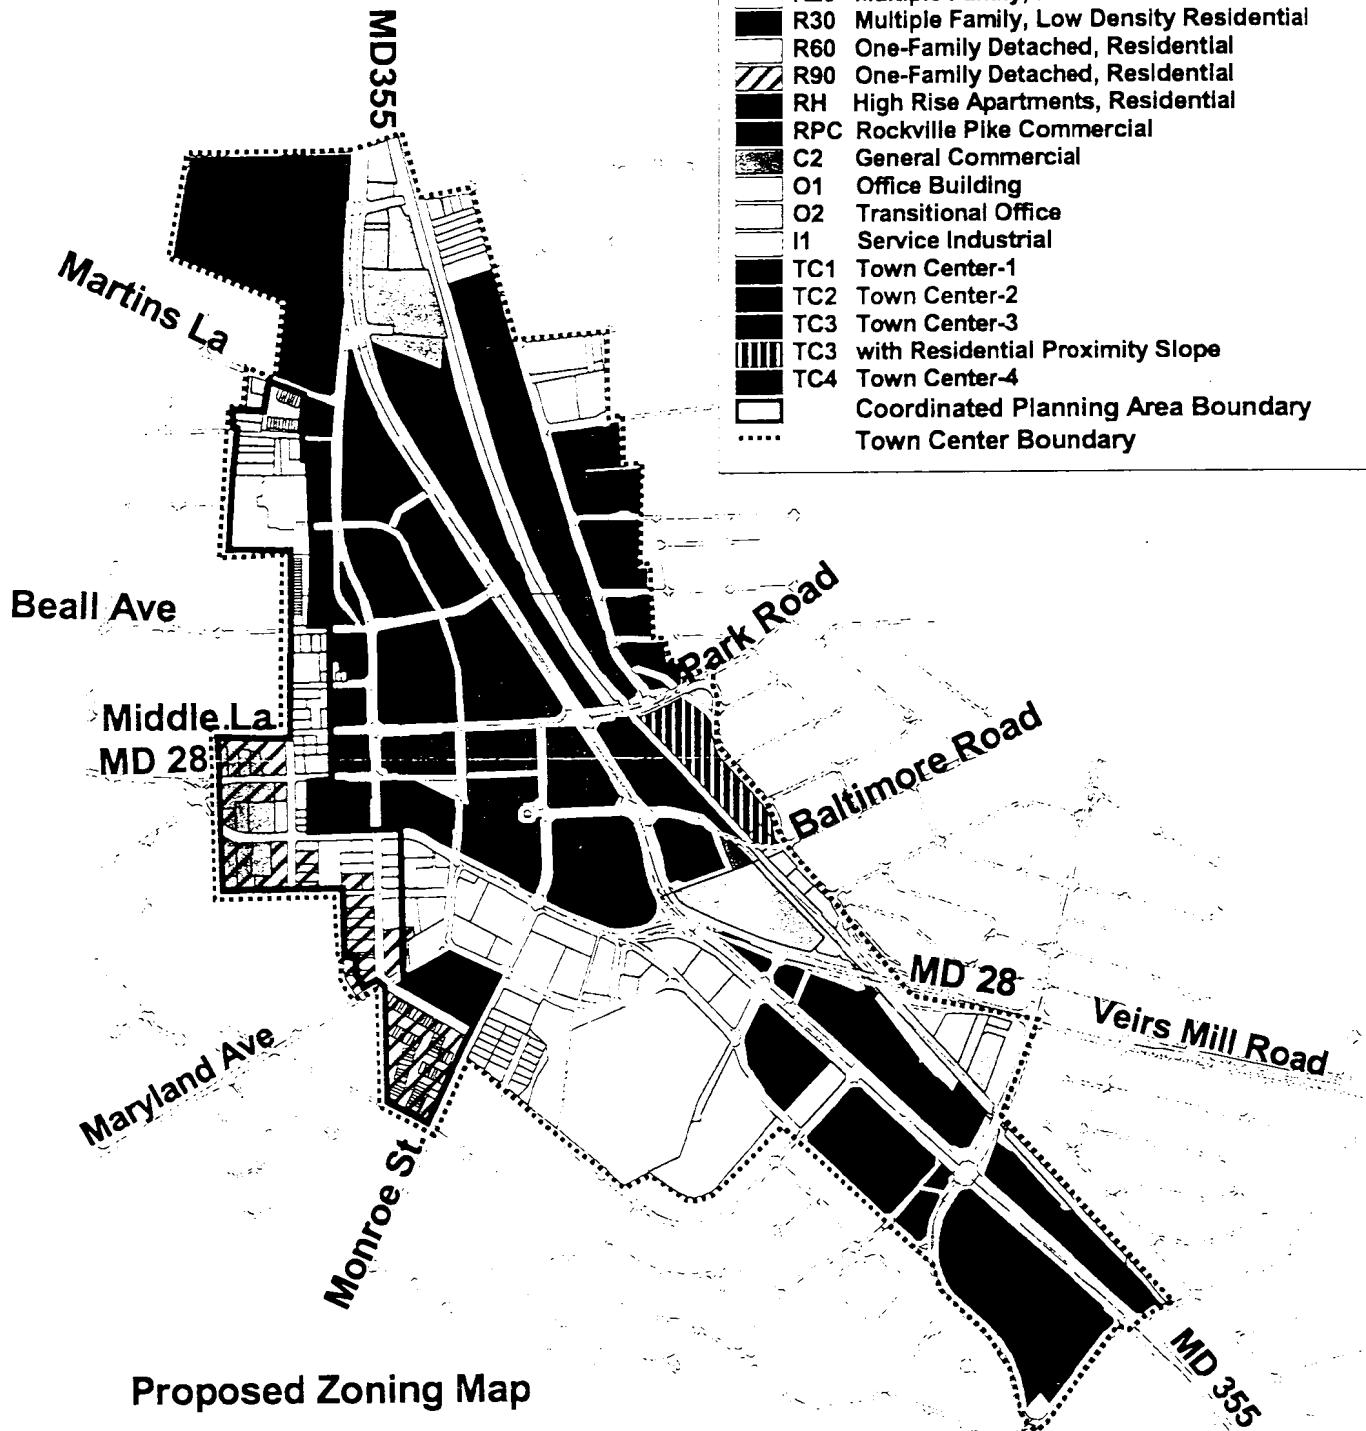 MD355
Multiple Family,
R30 Multiple Family, Low Density Residential
R60 One-Family Detached, Residential
R90 One-Family Detached, Residential
RH High Rise Apartments, Residential
RPC Rockville Pike Commercial
C2 General Commercial
O1 Office Building
O2 Transitional Office
I1 Service Industrial
TC1 Town Center-1
TC2 Town Center-2
TC3 Town Center-3
TC3 with Residential Proximity Slope
TC4 Town Center-4
Coordinated Planning Area Boundary
Town Center Boundary
Martins La
Beall Ave
Park Road
Middle La
MD 28
Baltimore Road
MD 28
Veirs Mill Road
Maryland Ave
Monroe St
MD 355
Proposed Zoning Map